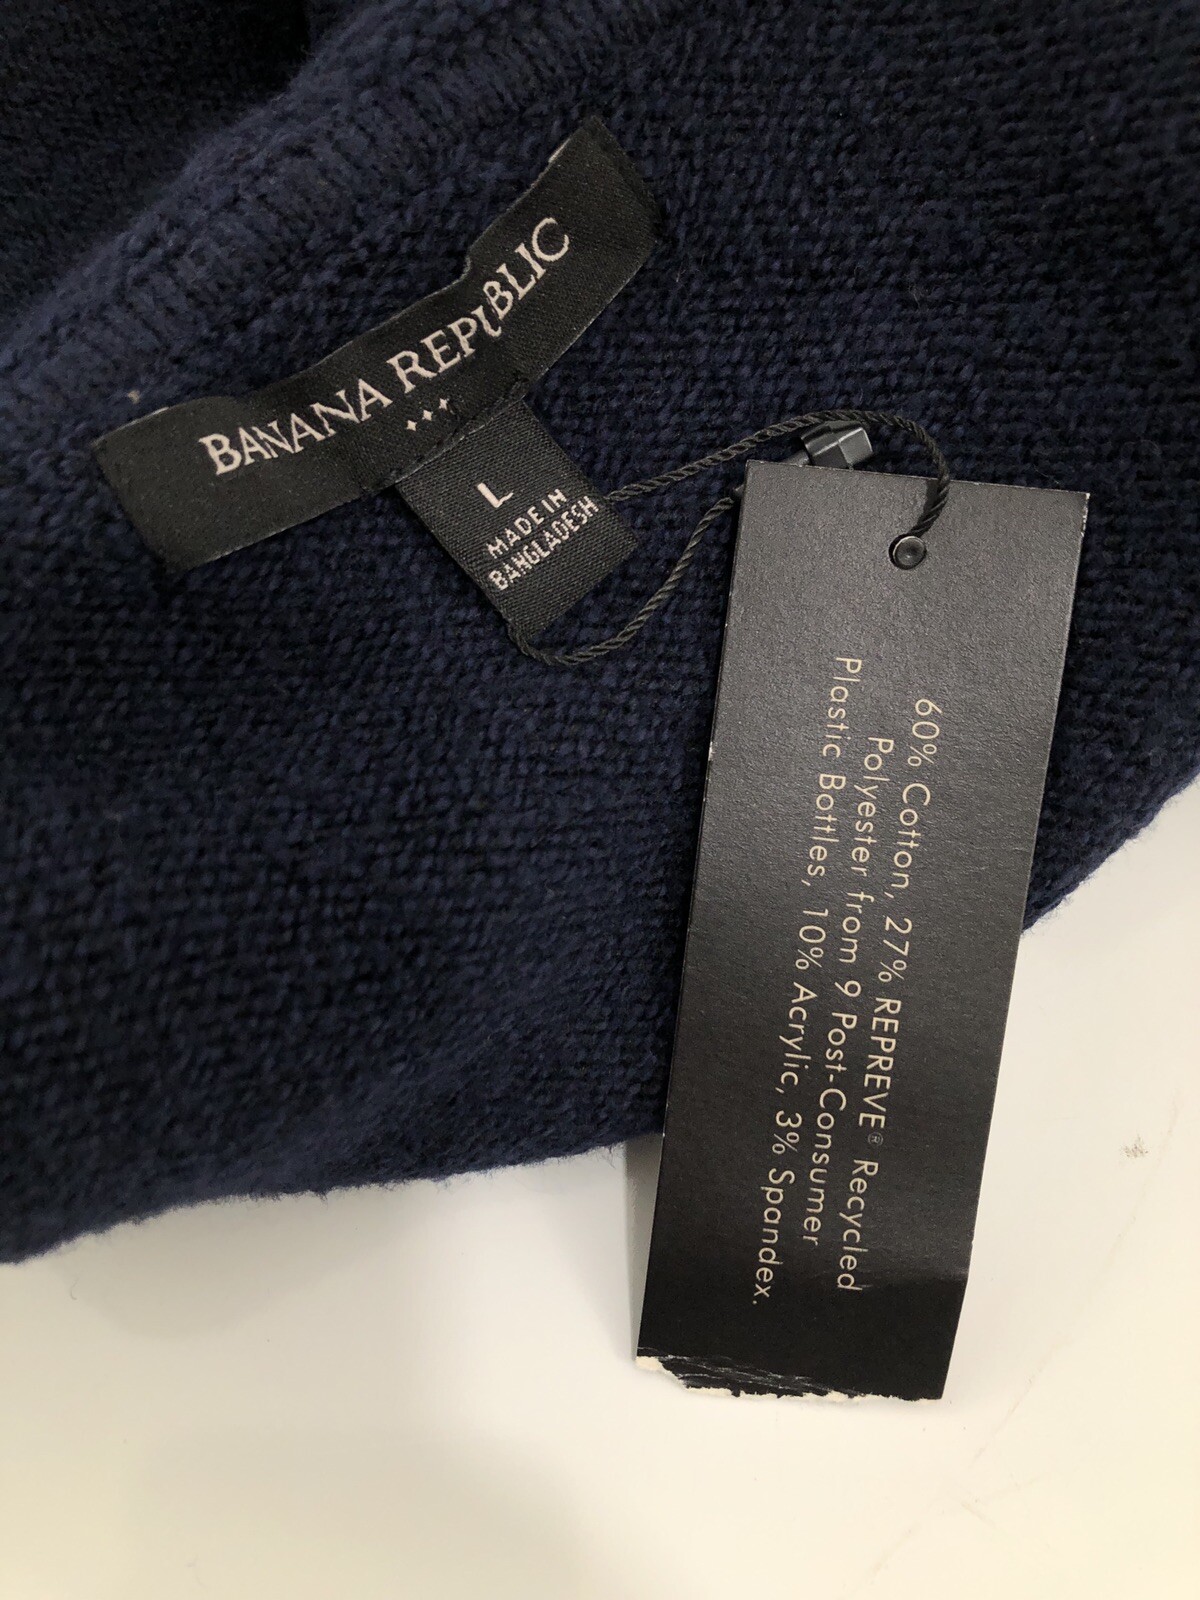 BANANA REPUBLIC
L
MADE IN
BANGLADESH
60% Cotton, 27% REPREVE® Recycled
Polyester from 9 Post-Consumer
Plastic Bottles, 10% Acrylic, 3% Spandex.